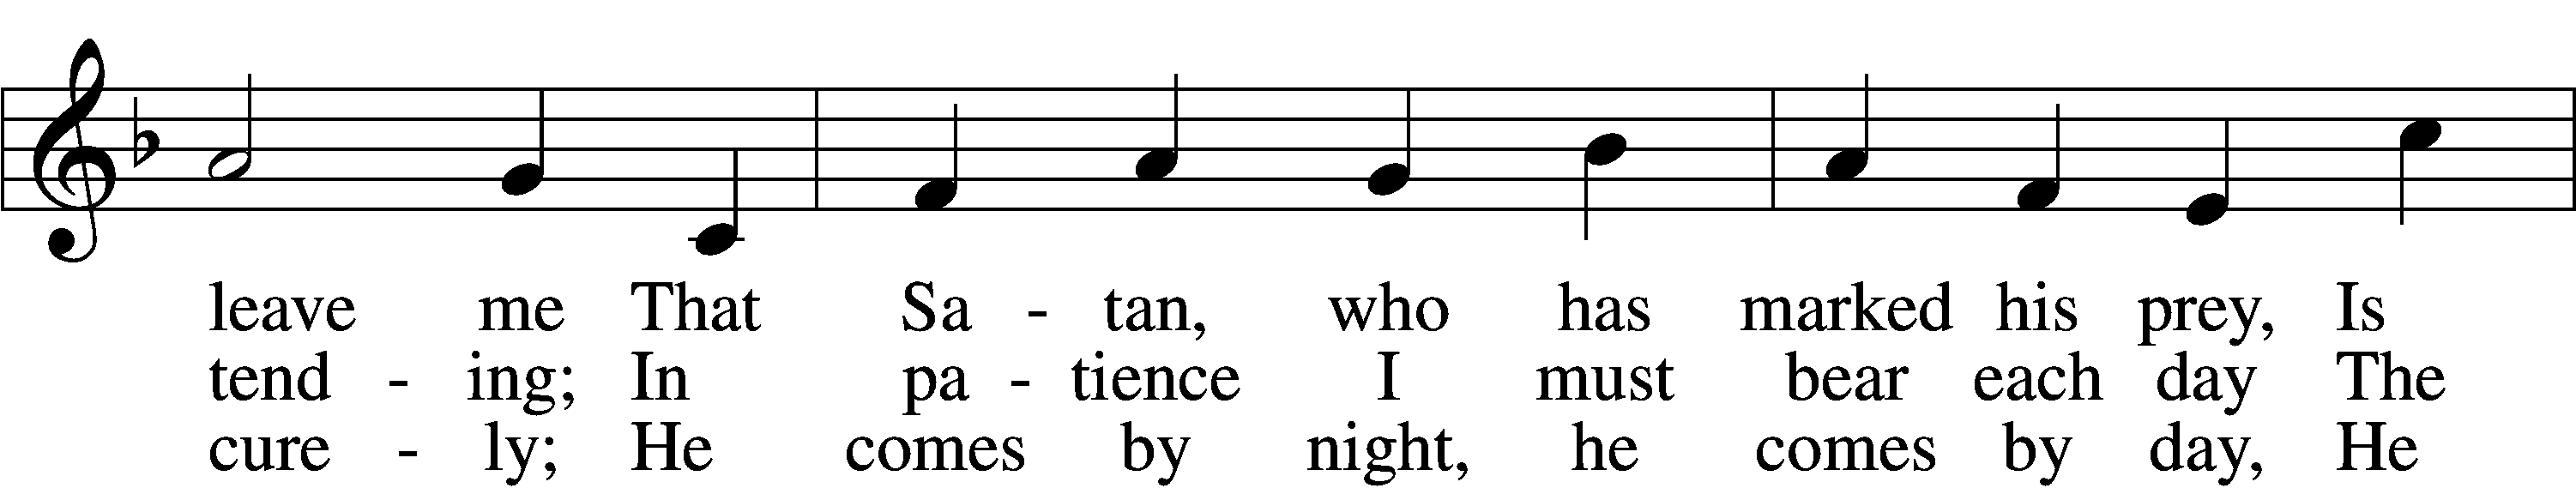 leave me That Sa - tan, who has marked his prey, Is
tend - ing; In pa - tience I must bear each day The
cure - ly; He comes by night, he comes by day, He